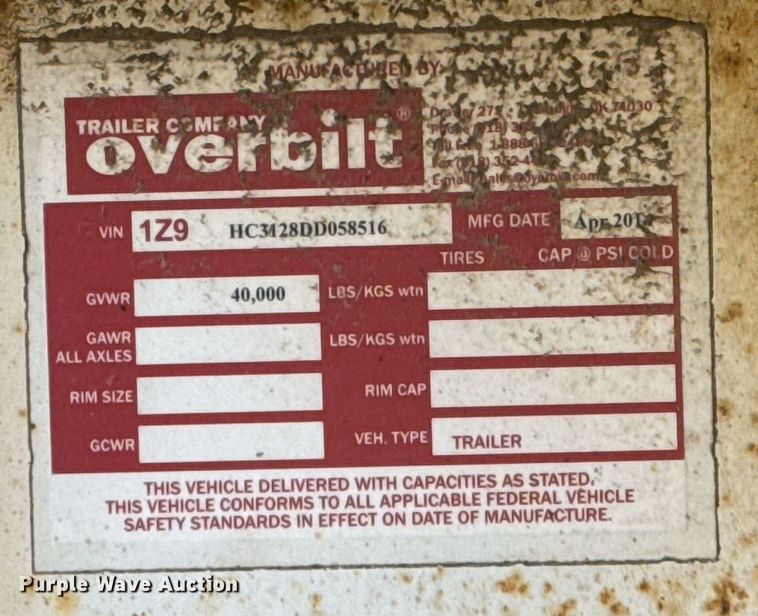 MANUFACTURED BY
TRAILER COMPANY
overbilt®
74030
VIN 1Z9 HC3128DD058516 MFG DATE Apr
TIRES CAP @ PSI COLD
GVWR 40,000 LBS/KGS wtn
GAWR
ALL AXLES LBS/KGS wtn
RIM SIZE RIM CAP
GCWR VEH. TYPE TRAILER
THIS VEHICLE DELIVERED WITH CAPACITIES AS STATED.
THIS VEHICLE CONFORMS TO ALL APPLICABLE FEDERAL VEHICLE
SAFETY STANDARDS IN EFFECT ON DATE OF MANUFACTURE.
Purple Wave Auction